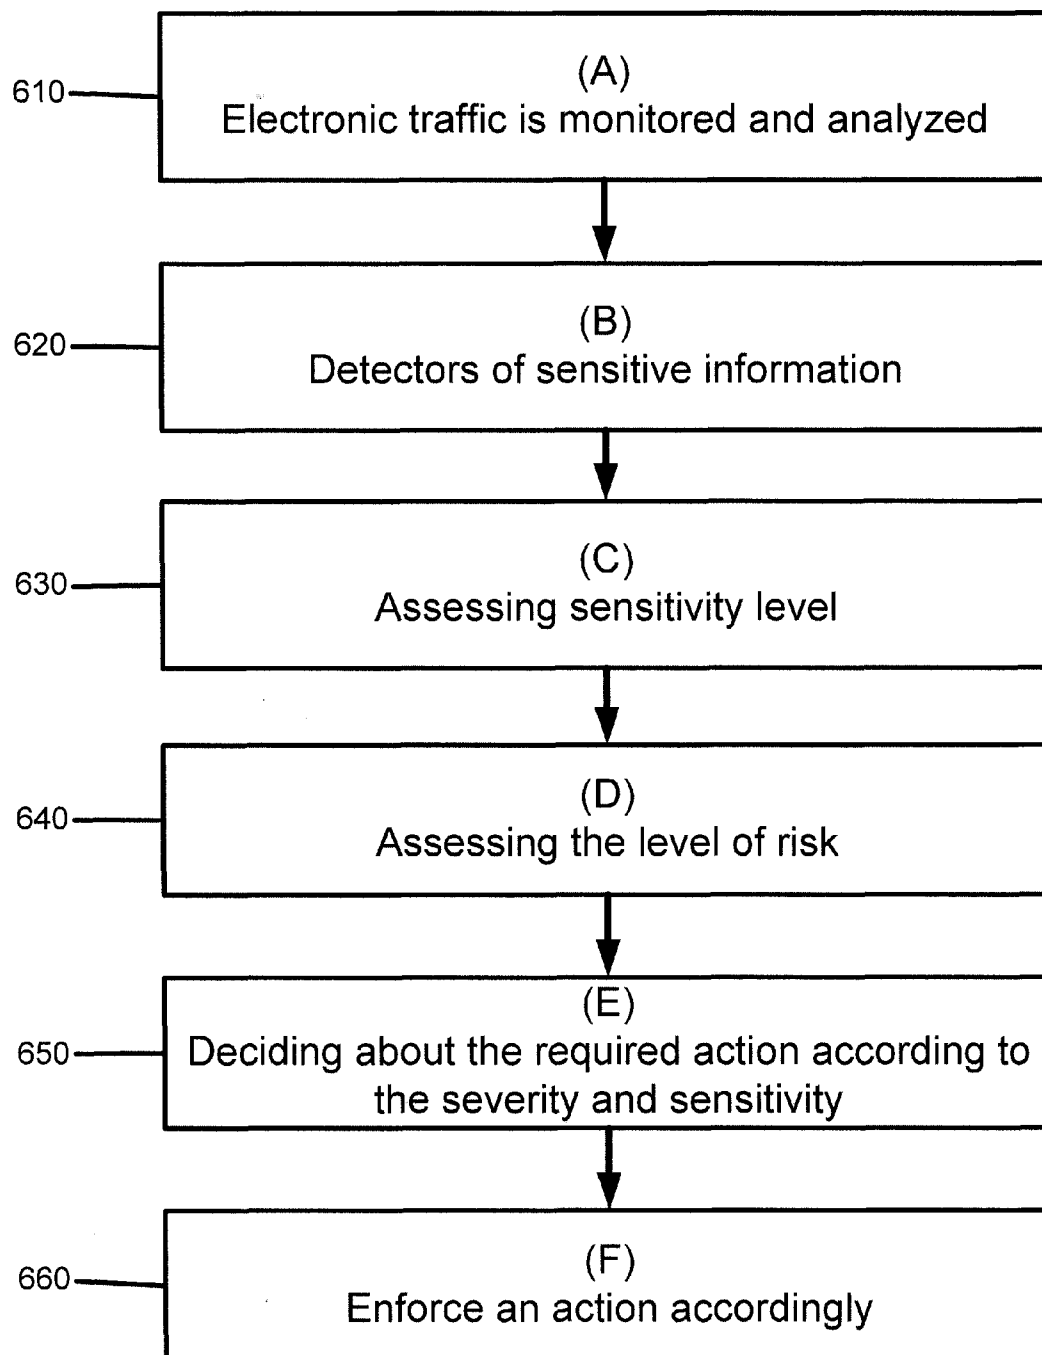 610
(A)
Electronic traffic is monitored and analyzed
620
(B)
Detectors of sensitive information
630
(C)
Assessing sensitivity level
640
(D)
Assessing the level of risk
650
(E)
Deciding about the required action according to
the severity and sensitivity
660
(F)
Enforce an action accordingly